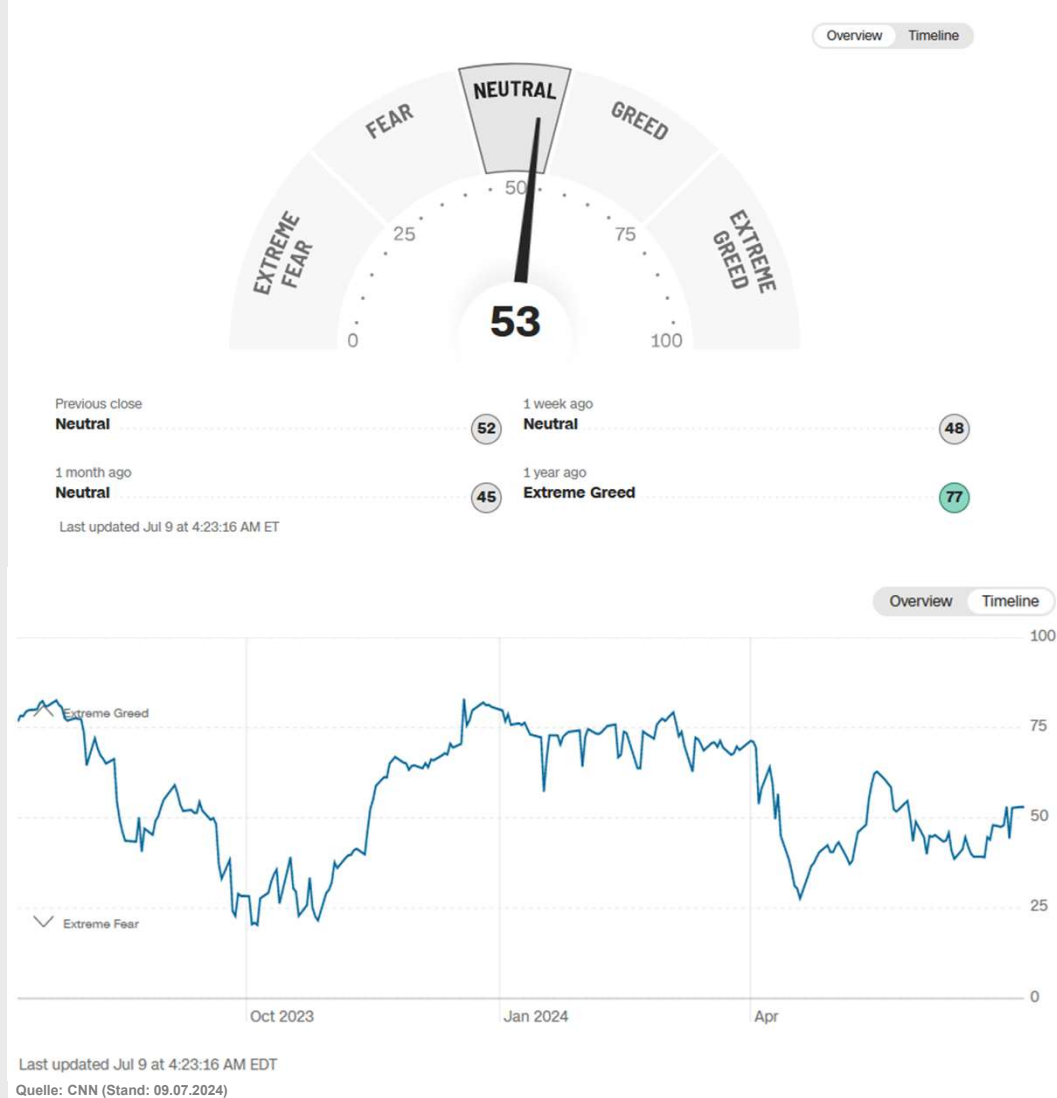 Overview Timeline
NEUTRAL
FEAR
GREED
EXTREME
FEAR
EXTREME
GREED
50
25
75
0
100
53
Previous close
Neutral 52
1 week ago
Neutral 48
1 month ago
Neutral 45
1 year ago
Extreme Greed 77
Last updated Jul 9 at 4:23:16 AM ET
Overview Timeline
100
Extreme Greed
75
50
25
Extreme Fear
0
Oct 2023 Jan 2024 Apr
Last updated Jul 9 at 4:23:16 AM EDT
Quelle: CNN (Stand: 09.07.2024)